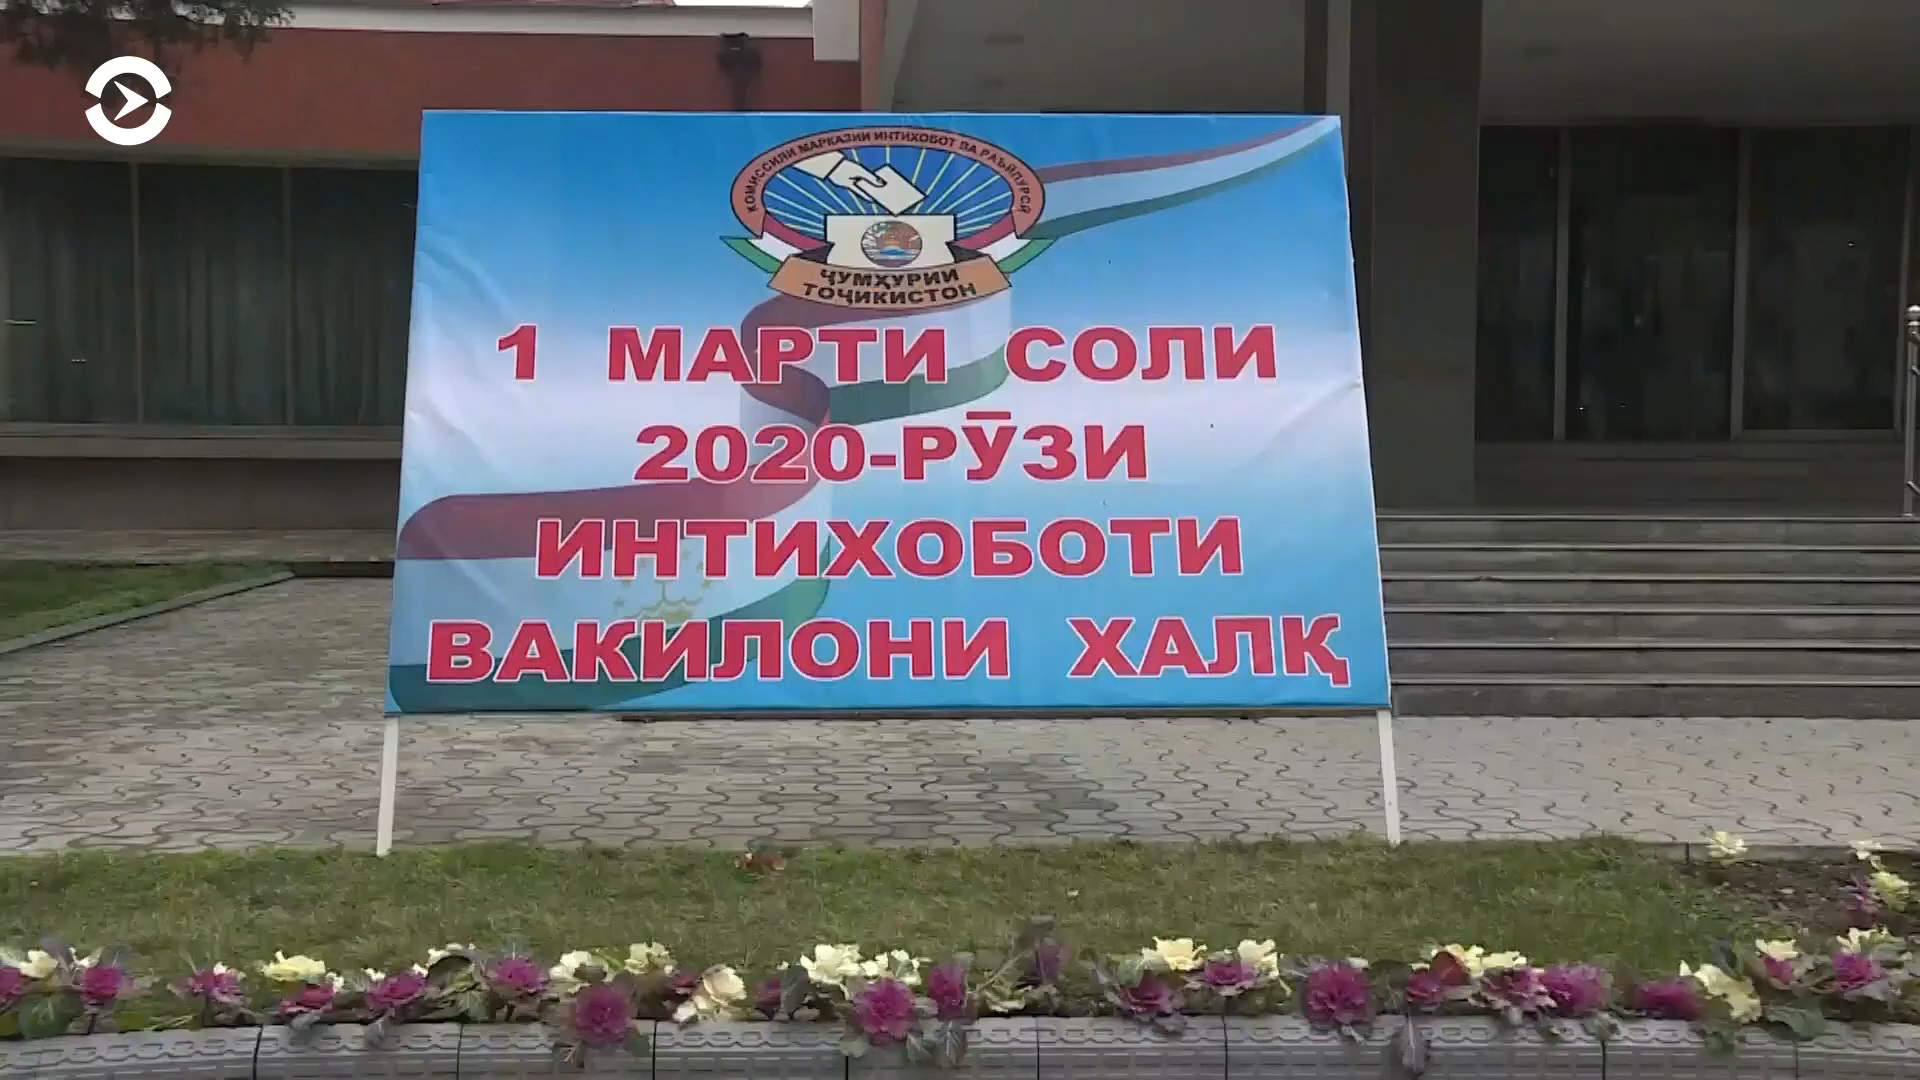 КОМИССИЯИ МАРКАЗИИ ИНТИХОБОТ ВА РАЪЙПУРСӢ
ҶУМҲУРИИ
ТОҶИКИСТОН
1 МАРТИ СОЛИ
2020-РӮЗИ
ИНТИХОБОТИ
ВАКИЛОНИ ХАЛҚ